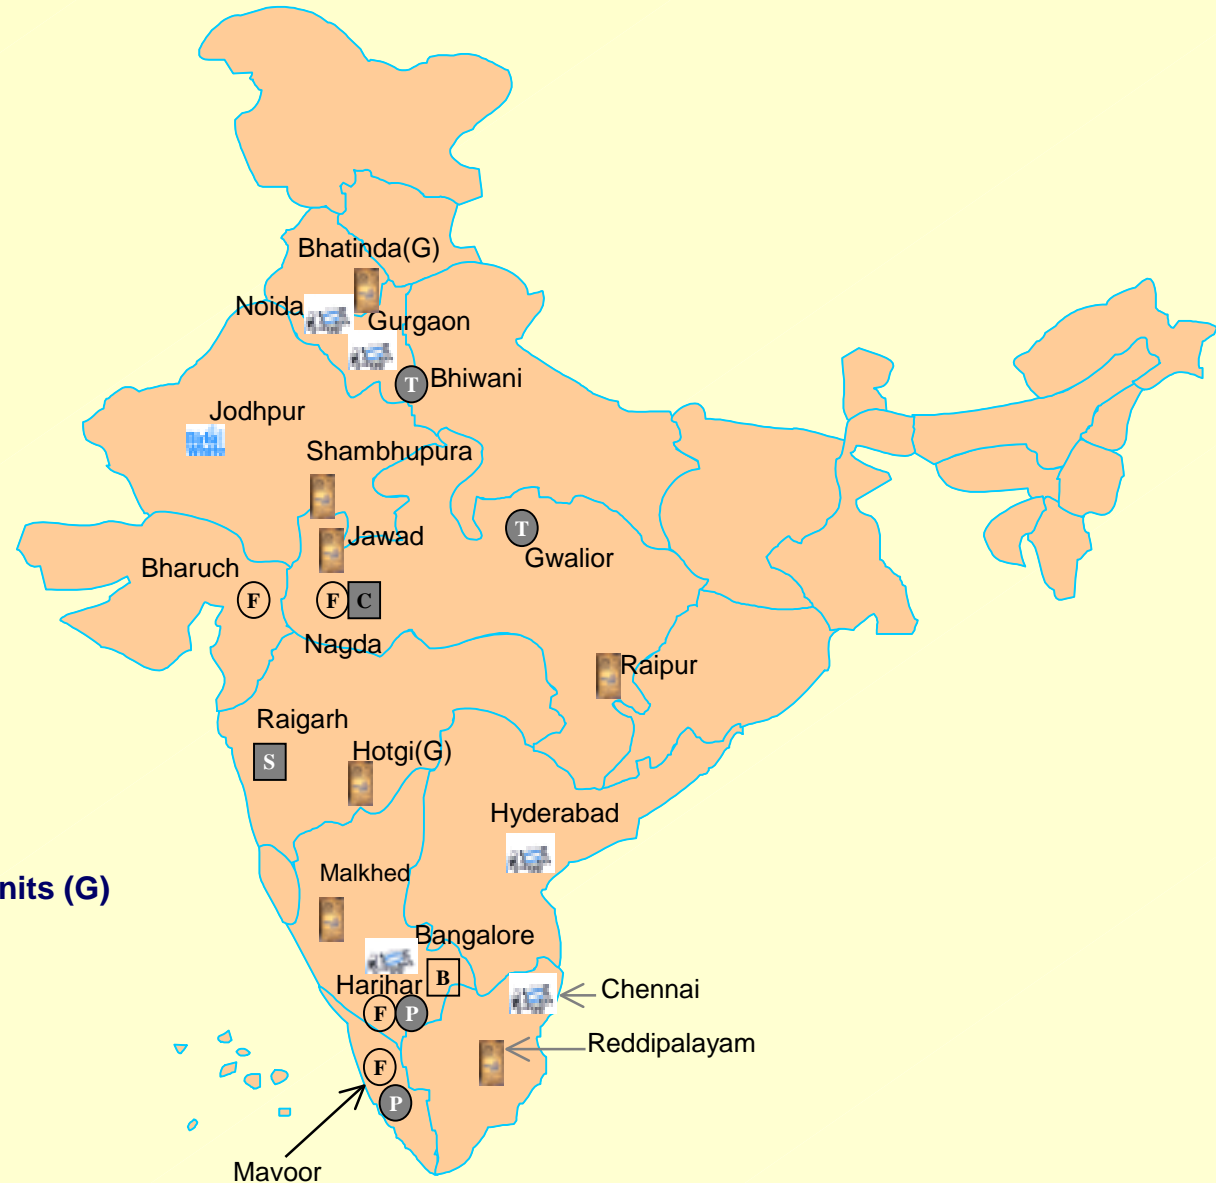 Bhatinda(G)
Noida
Gurgaon
T Bhiwani
Jodhpur
Shambhupura
Jawad
T
Gwalior
Bharuch
F
F C
Nagda
Raipur
Raigarh
S
Hotgi(G)
Hyderabad
Malkhed
nits (G)
Bangalore
B
Harihar
F P
Chennai
Reddipalayam
F
P
Mavoor